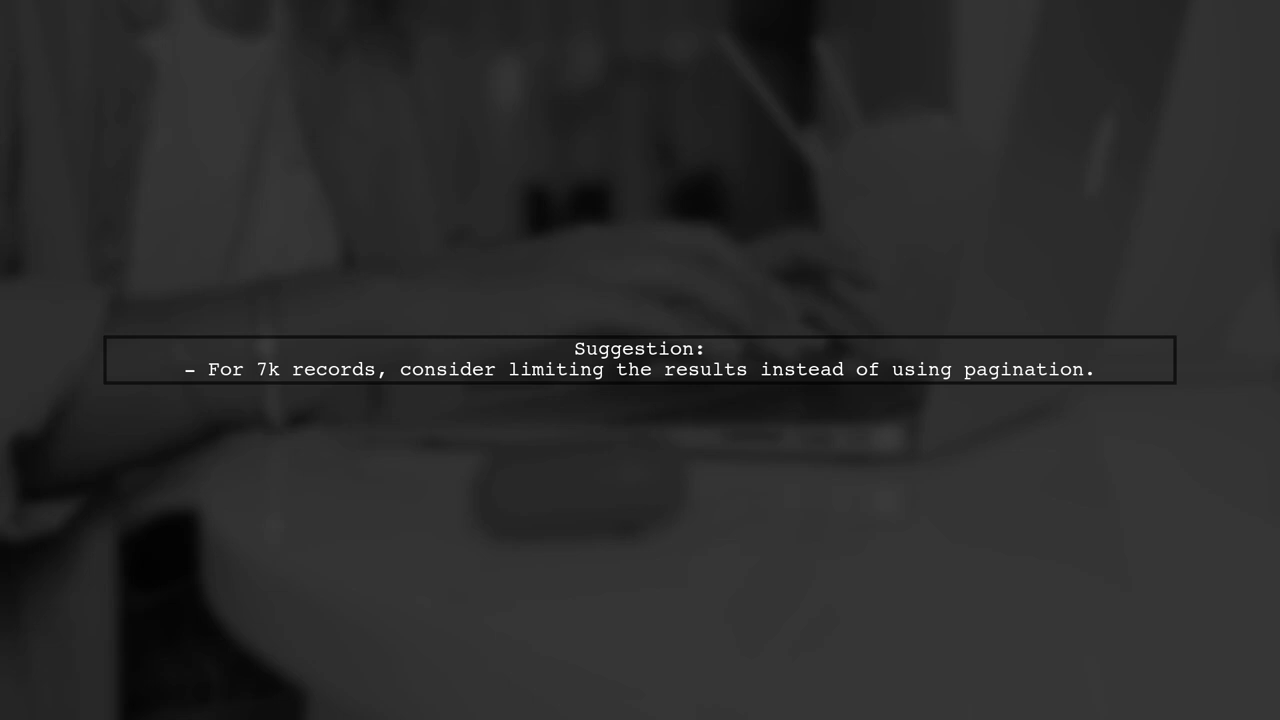 Suggestion:
- For 7k records, consider limiting the results instead of using pagination.